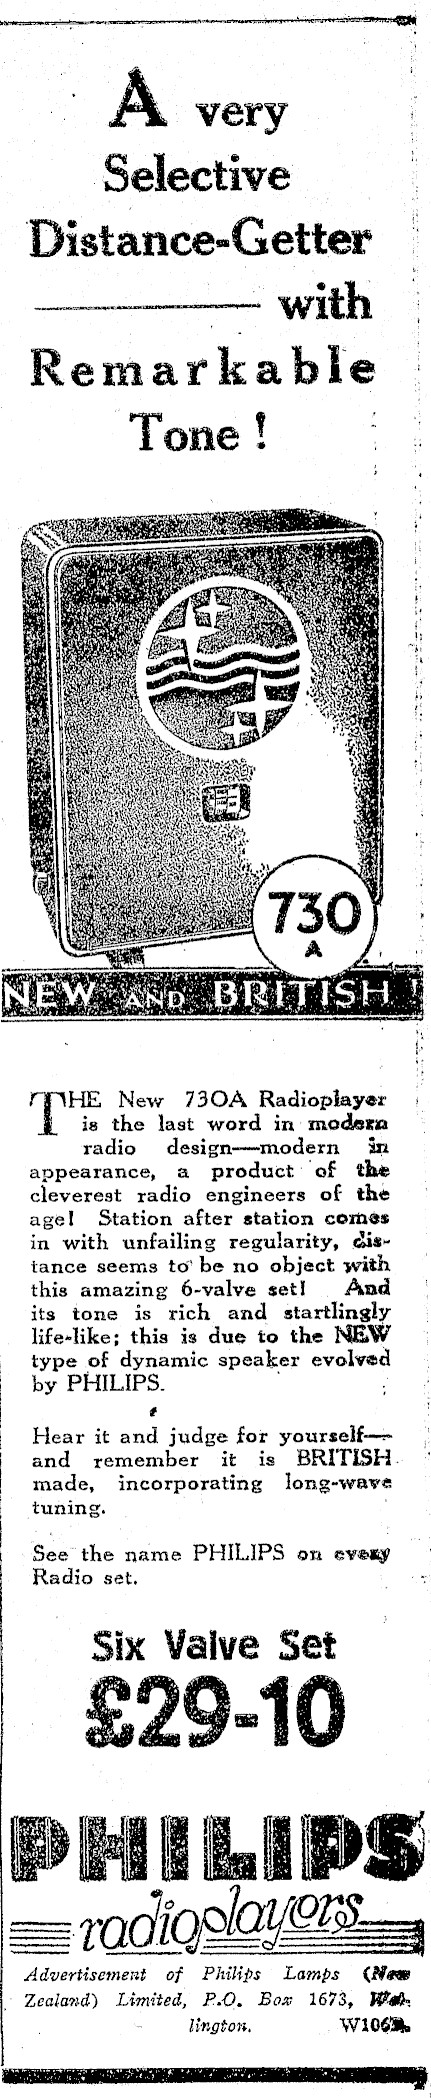 A very
Selective
Distance-Getter
with
Remarkable
Tone!
730
A
NEW AND BRITISH!
THE New 730A Radioplayer
is the last word in modern
radio design—modern in
appearance, a product of the
cleverest radio engineers of the
age! Station after station comes
in with unfailing regularity, dis-
tance seems to be no object with
this amazing 6-valve set! And
its tone is rich and startlingly
life-like; this is due to the NEW
type of dynamic speaker evolved
by PHILIPS.
Hear it and judge for yourself—
and remember it is BRITISH
made, incorporating long-wave
tuning.
See the name PHILIPS on every
Radio set.
Six Valve Set
£29-10
PHILIPS
radioplayers
Advertisement of Philips Lamps (New
Zealand) Limited, P.O. Box 1673, Wel-
lington.